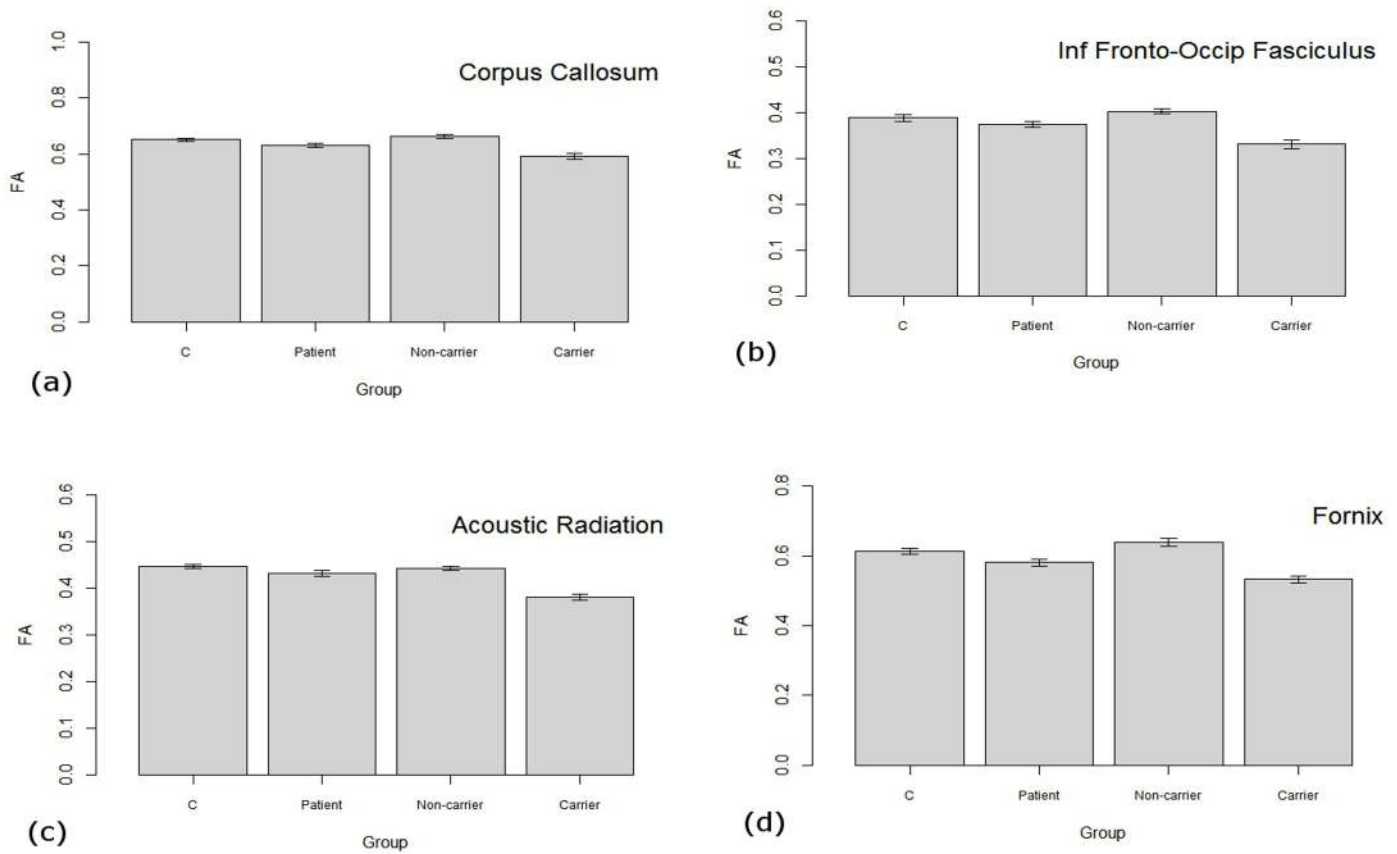 Corpus Callosum
FA
1.0
0.8
0.6
0.4
0.2
0.0
C Patient Non-carrier Carrier
Group
(a)
Inf Fronto-Occip Fasciculus
FA
0.6
0.5
0.4
0.3
0.2
0.1
0.0
C Patient Non-carrier Carrier
Group
(b)
Acoustic Radiation
FA
0.6
0.5
0.4
0.3
0.2
0.1
0.0
C Patient Non-carrier Carrier
Group
(c)
Fornix
FA
0.8
0.6
0.4
0.2
0.0
C Patient Non-carrier Carrier
Group
(d)